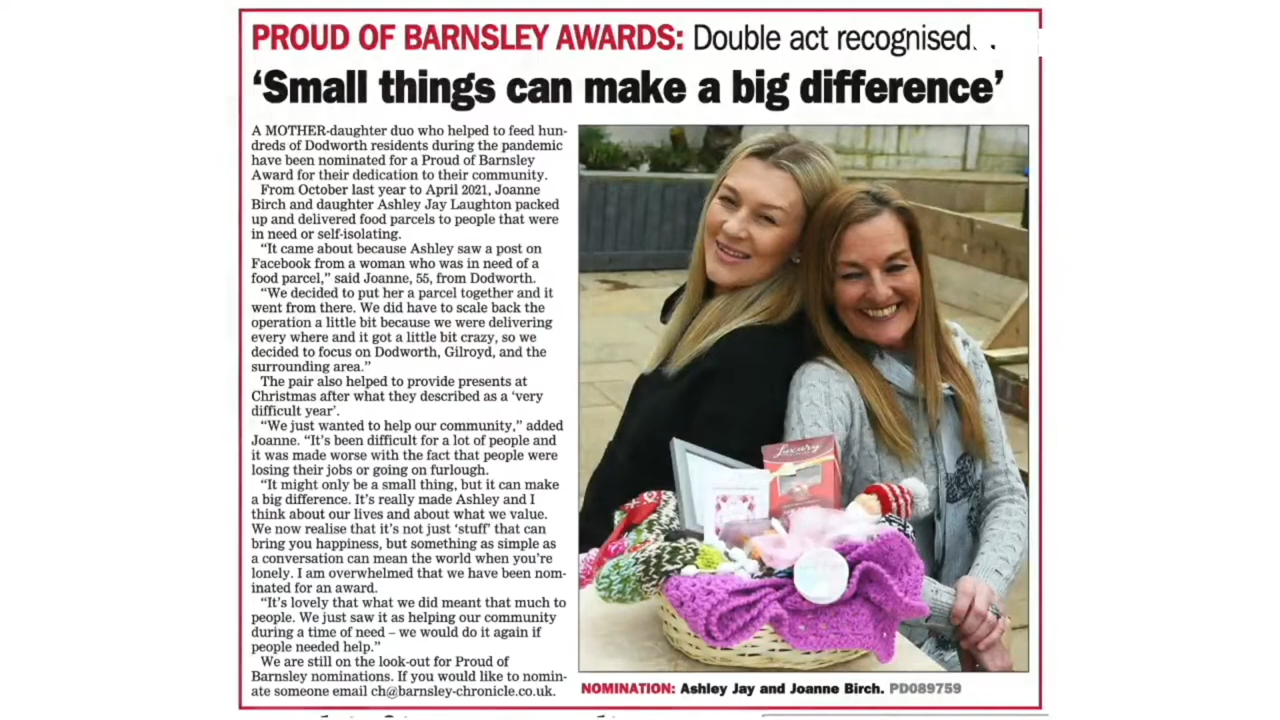 PROUD OF BARNSLEY AWARDS: Double act recognised. .
‘Small things can make a big difference’
A MOTHER-daughter duo who helped to feed hun-
dreds of Dodworth residents during the pandemic
have been nominated for a Proud of Barnsley
Award for their dedication to their community.
From October last year to April 2021, Joanne
Birch and daughter Ashley Jay Laughton packed
up and delivered food parcels to people that were
in need or self-isolating.
“It came about because Ashley saw a post on
Facebook from a woman who was in need of a
food parcel,” said Joanne, 55, from Dodworth.
“We decided to put her a parcel together and it
went from there. We did have to scale back the
operation a little bit because we were delivering
every where and it got a little bit crazy, so we
decided to focus on Dodworth, Gilroyd, and the
surrounding area.”
The pair also helped to provide presents at
Christmas after what they described as a ‘very
difficult year’.
“We just wanted to help our community,” added
Joanne. “It’s been difficult for a lot of people and
it was made worse with the fact that people were
losing their jobs or going on furlough.
“It might only be a small thing, but it can make
a big difference. It’s really made Ashley and I
think about our lives and about what we value.
We now realise that it’s not just ‘stuff’ that can
bring you happiness, but something as simple as
a conversation can mean the world when you’re
lonely. I am overwhelmed that we have been nom-
inated for an award.
“It’s lovely that what we did meant that much to
people. We just saw it as helping our community
during a time of need – we would do it again if
people needed help.”
We are still on the look-out for Proud of
Barnsley nominations. If you would like to nomin-
ate someone email ch@barnsley-chronicle.co.uk.
Luxury
NOMINATION: Ashley Jay and Joanne Birch. PD089759